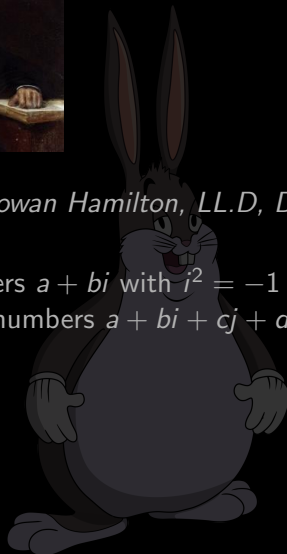 owan Hamilton, LL.D, D
ers a + bi with i² = −1
numbers a + bi + cj + d